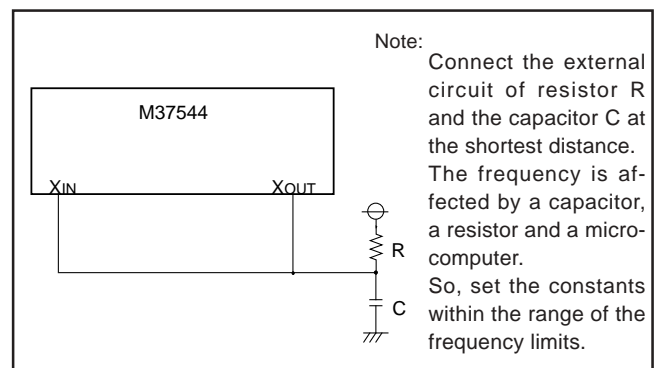 Note:
Connect the external
circuit of resistor R
and the capacitor C at
the shortest distance.
The frequency is af-
fected by a capacitor,
a resistor and a micro-
computer.
So, set the constants
within the range of the
frequency limits.
M37544
XIN
XOUT
R
C